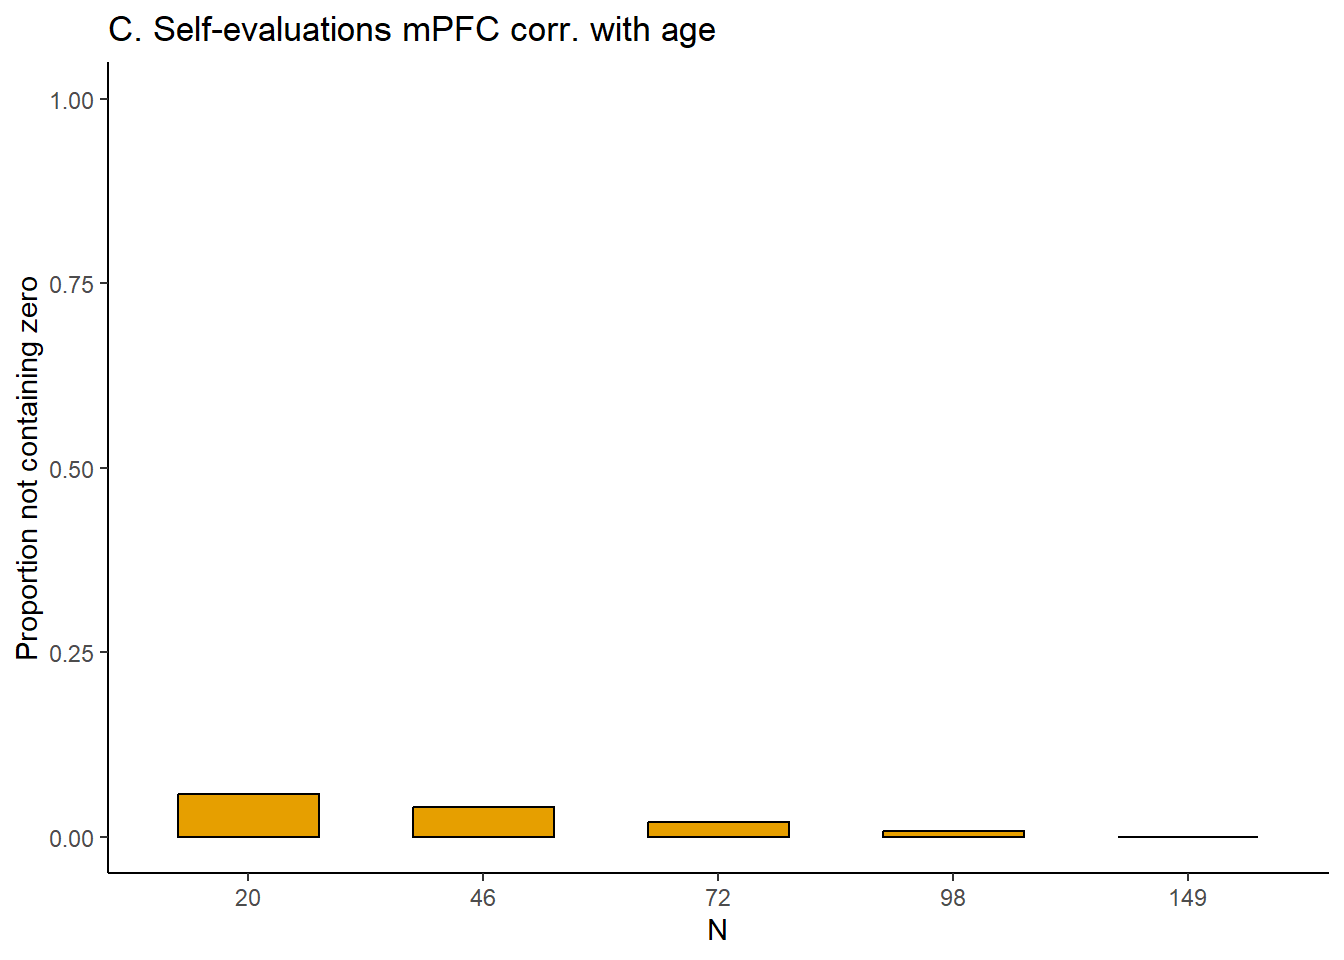 C. Self-evaluations mPFC corr. with age
Proportion not containing zero
1.00
0.75
0.50
0.25
0.00
20 46 72 98 149
N